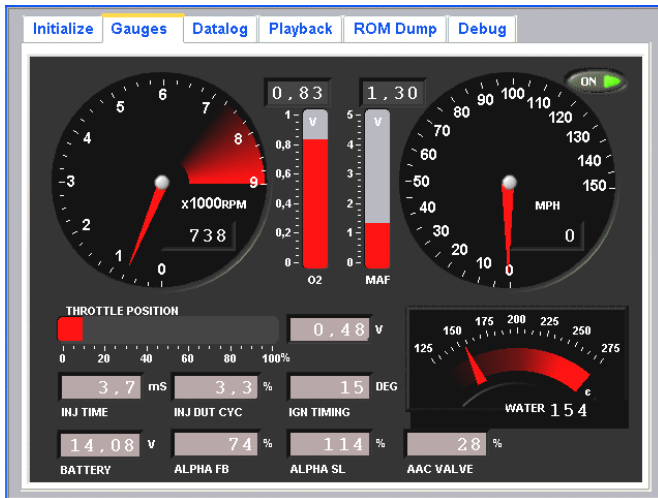 Initialize Gauges Datalog Playback ROM Dump Debug
0,83 1,30 ON
0 1 2 3 4 5 6 7 8 9
x1000RPM
738
1- 0,8- 0,6- 0,4- 0,2- 0-
V
O2
5- 4- 3- 2- 1- 0-
V
MAF
0 10 20 30 40 50 60 70 80 90 100 110 120 130 140 150
MPH
0
THROTTLE POSITION
0 20 40 60 80 100%
0,48 V
125 150 175 200 225 250 275
WATER 154
3,7 mS 3,3 % 15 DEG
INJ TIME INJ DUT CYC IGN TIMING
14,08 V 74 % 114 % 28 %
BATTERY ALPHA FB ALPHA SL AAC VALVE